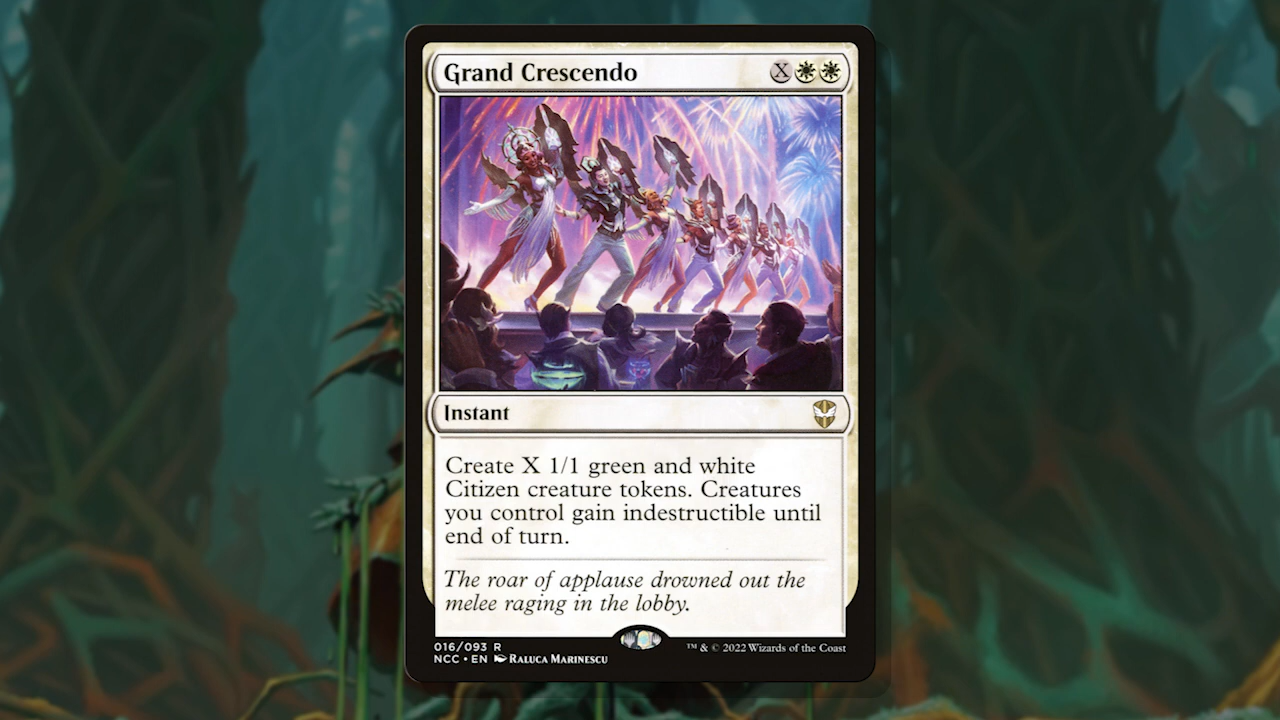 Grand Crescendo X
Instant
Create X 1/1 green and white
Citizen creature tokens. Creatures
you control gain indestructible until
end of turn.
The roar of applause drowned out the
melee raging in the lobby.
016/093 R
NCC • EN Raluca Marinescu
™ & © 2022 Wizards of the Coast